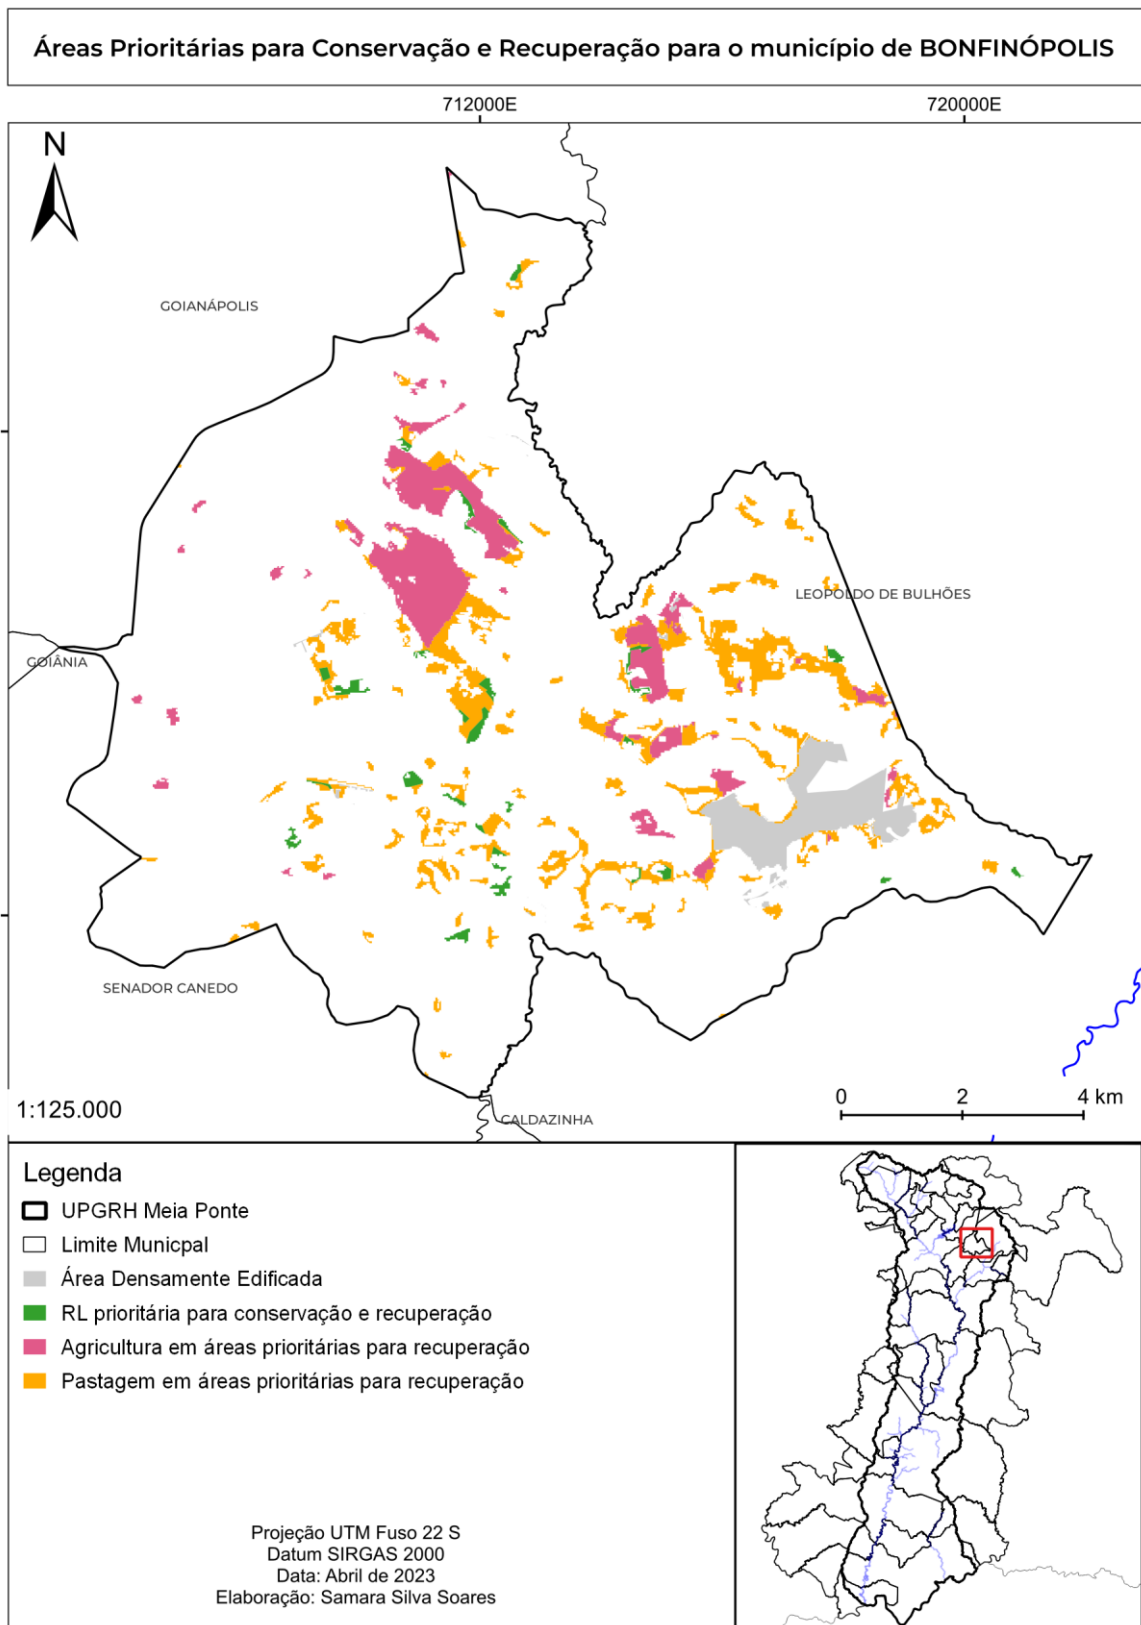 Áreas Prioritárias para Conservação e Recuperação para o município de BONFINÓPOLIS
712000E
720000E
N
GOIANÁPOLIS
LEOPOLDO DE BULHÕES
GOIÂNIA
SENADOR CANEDO
CALDAZINHA
1:125.000
0 2 4 km
Legenda
UPGRH Meia Ponte
Limite Municpal
Área Densamente Edificada
RL prioritária para conservação e recuperação
Agricultura em áreas prioritárias para recuperação
Pastagem em áreas prioritárias para recuperação
Projeção UTM Fuso 22 S
Datum SIRGAS 2000
Data: Abril de 2023
Elaboração: Samara Silva Soares